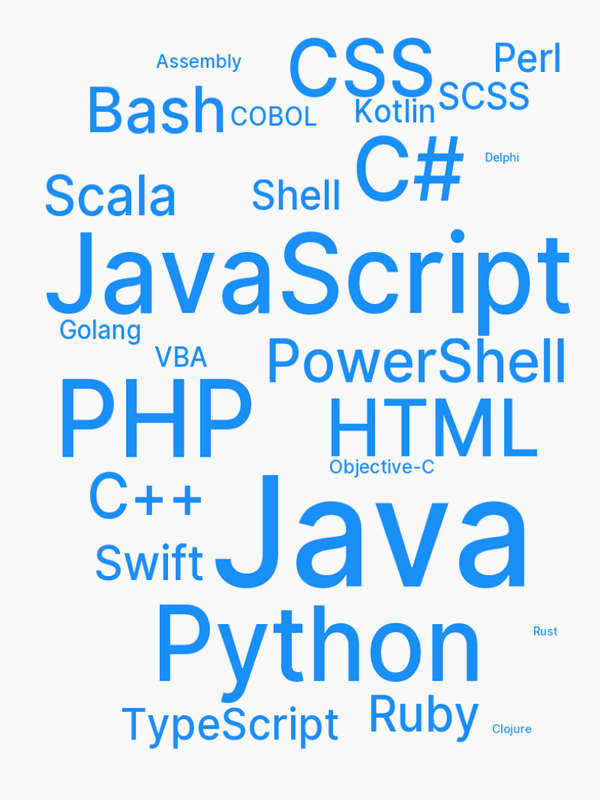 CSS
Perl
Assembly
SCSS
Bash
COBOL
Kotlin
C#
Delphi
Scala
Shell
JavaScript
Golang
VBA
PowerShell
PHP
HTML
Objective-C
C++
Java
Swift
Python
Rust
TypeScript
Ruby
Clojure